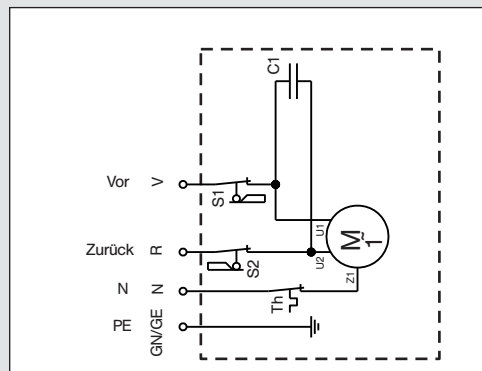 C1
Vor V
S1
U1
M
~
1
Zurück R
U2
S2
Z1
N N
Th
PE GN/GE